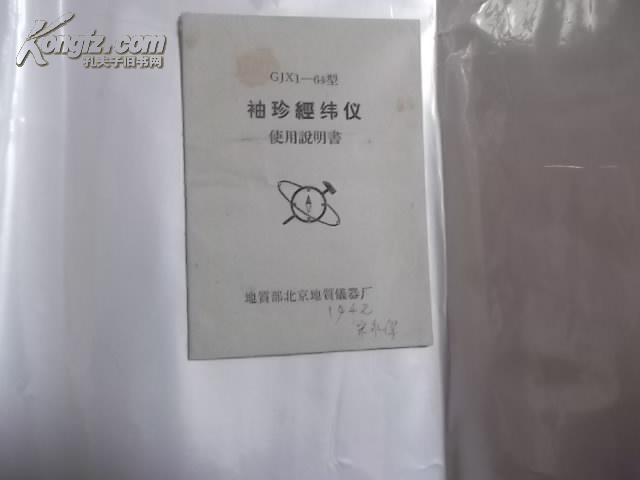 Kongfz.com
孔夫子旧书网
GJX1—64型
袖珍經纬仪
使用說明書
地質部北京地質儀器厂
1942